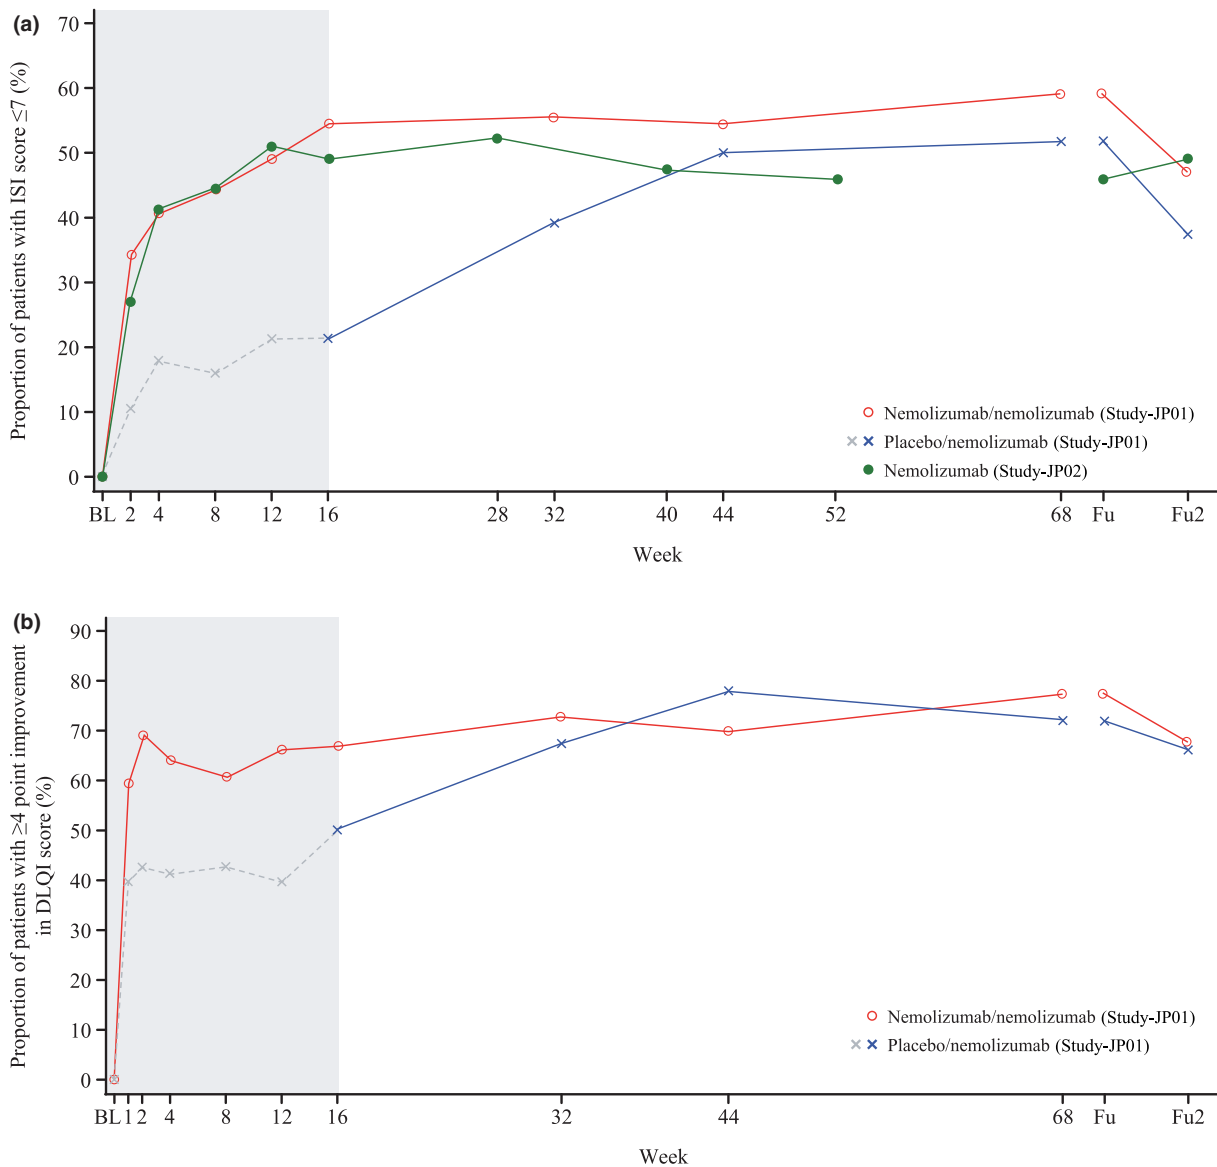 (a)
Proportion of patients with ISI score ≤7 (%)
70
60
50
40
30
20
10
0
BL 2 4 8 12 16 28 32 40 44 52 68 Fu Fu2
Week
Nemolizumab/nemolizumab (Study-JP01)
Placebo/nemolizumab (Study-JP01)
Nemolizumab (Study-JP02)
(b)
Proportion of patients with ≥4 point improvement
in DLQI score (%)
90
80
70
60
50
40
30
20
10
0
BL 1 2 4 8 12 16 32 44 68 Fu Fu2
Week
Nemolizumab/nemolizumab (Study-JP01)
Placebo/nemolizumab (Study-JP01)